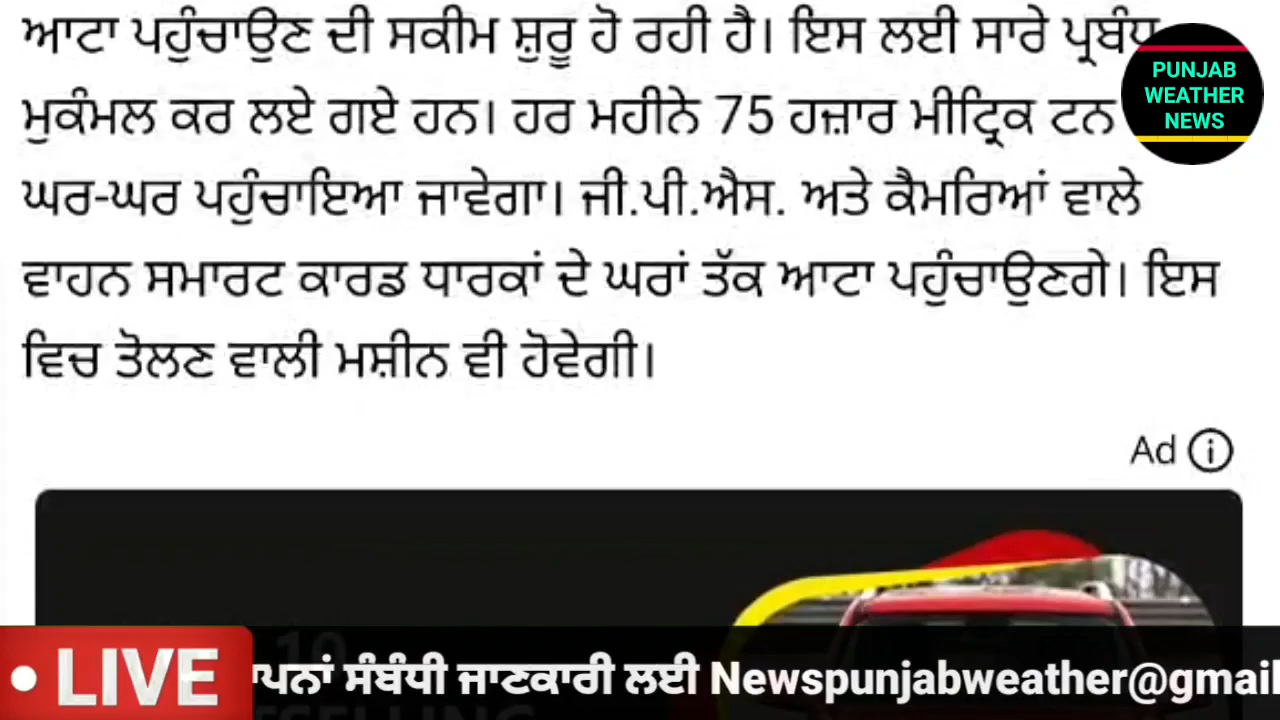 ਆਟਾ ਪਹੁੰਚਾਉਣ ਦੀ ਸਕੀਮ ਸ਼ੁਰੂ ਹੋ ਰਹੀ ਹੈ। ਇਸ ਲਈ ਸਾਰੇ ਪ੍ਰਬੰਧ
ਮੁਕੰਮਲ ਕਰ ਲਏ ਗਏ ਹਨ। ਹਰ ਮਹੀਨੇ 75 ਹਜ਼ਾਰ ਮੀਟ੍ਰਿਕ ਟਨ
ਘਰ-ਘਰ ਪਹੁੰਚਾਇਆ ਜਾਵੇਗਾ। ਜੀ.ਪੀ.ਐਸ. ਅਤੇ ਕੈਮਰਿਆਂ ਵਾਲੇ
ਵਾਹਨ ਸਮਾਰਟ ਕਾਰਡ ਧਾਰਕਾਂ ਦੇ ਘਰਾਂ ਤੱਕ ਆਟਾ ਪਹੁੰਚਾਉਣਗੇ। ਇਸ
ਵਿਚ ਤੋਲਣ ਵਾਲੀ ਮਸ਼ੀਨ ਵੀ ਹੋਵੇਗੀ।
PUNJAB
WEATHER
NEWS
Ad
10
LIVE
ਸੰਬੰਧੀ ਜਾਣਕਾਰੀ ਲਈ Newspunjabweather@gmail